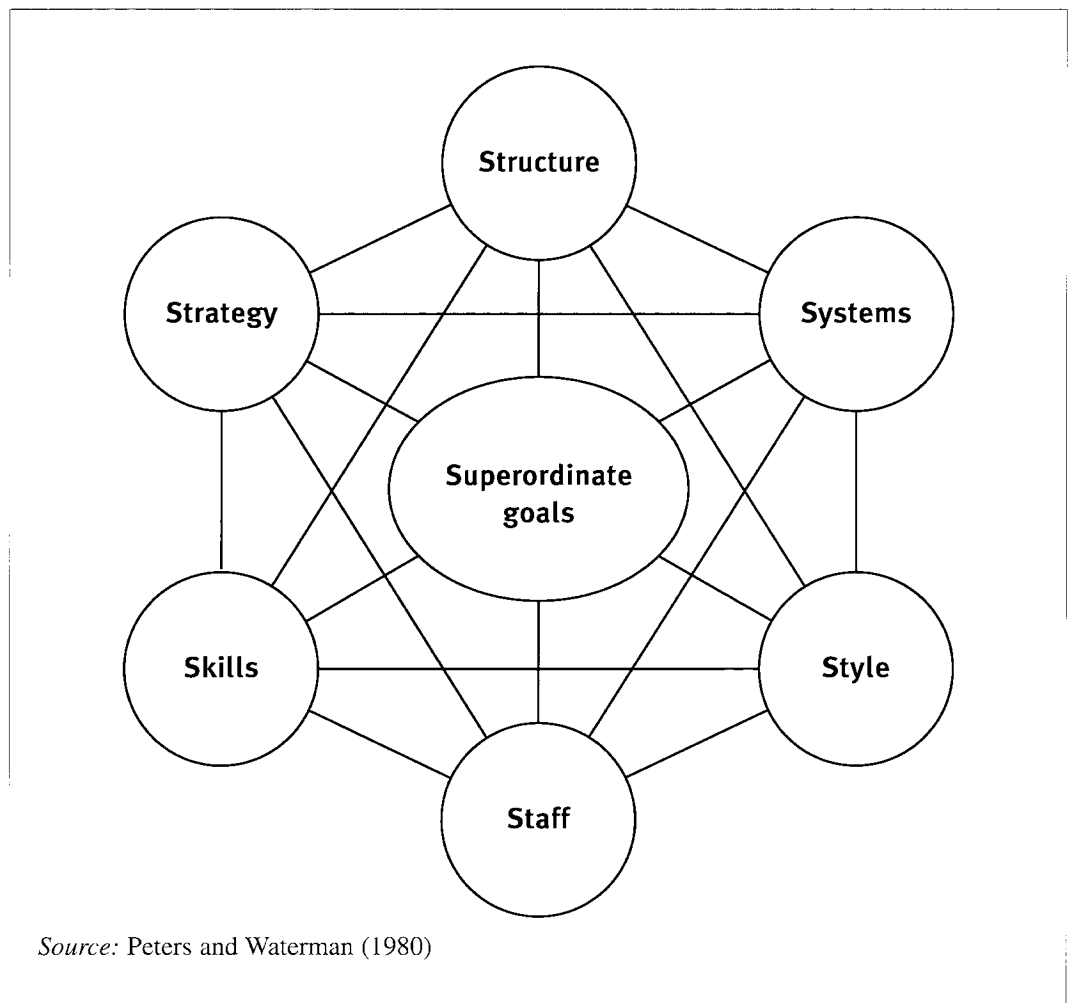 Structure
Strategy
Systems
Superordinate
goals
Skills
Style
Staff
Source: Peters and Waterman (1980)